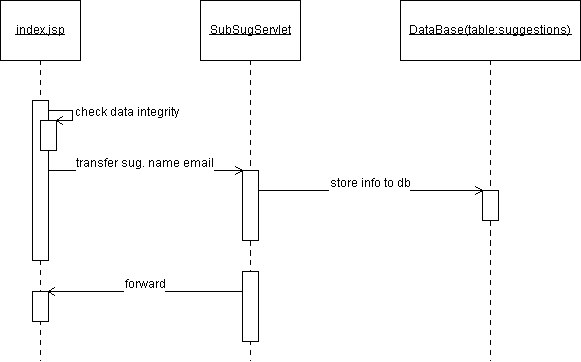 index.jsp
SubSugServlet
DataBase(table:suggestions)
check data integrity
transfer sug. name email
store info to db
forward